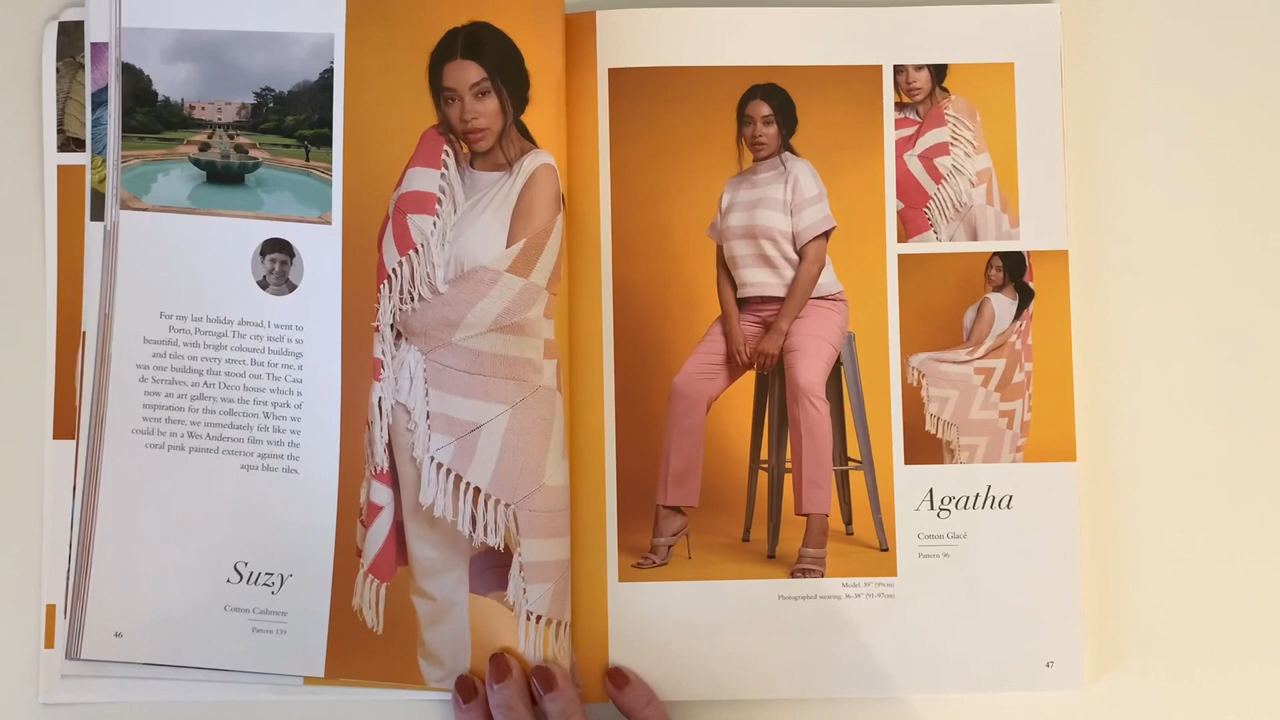 For my last holiday abroad, I went to
Porto, Portugal. The city itself is so
beautiful, with bright coloured buildings
and tiles on every street. But for me, it
was one building that stood out. The Casa
de Serralves, an Art Deco house which is
now an art gallery, was the first spark of
inspiration for this collection. When we
went there, we immediately felt like we
could be in a Wes Anderson film with the
coral pink painted exterior against the
aqua blue tiles.
Suzy
Cotton Cashmere
Pattern 139
46
Model: 39" (99cm)
Photographed wearing: 36-38" (91-97cm)
Agatha
Cotton Glacé
Pattern 96
47